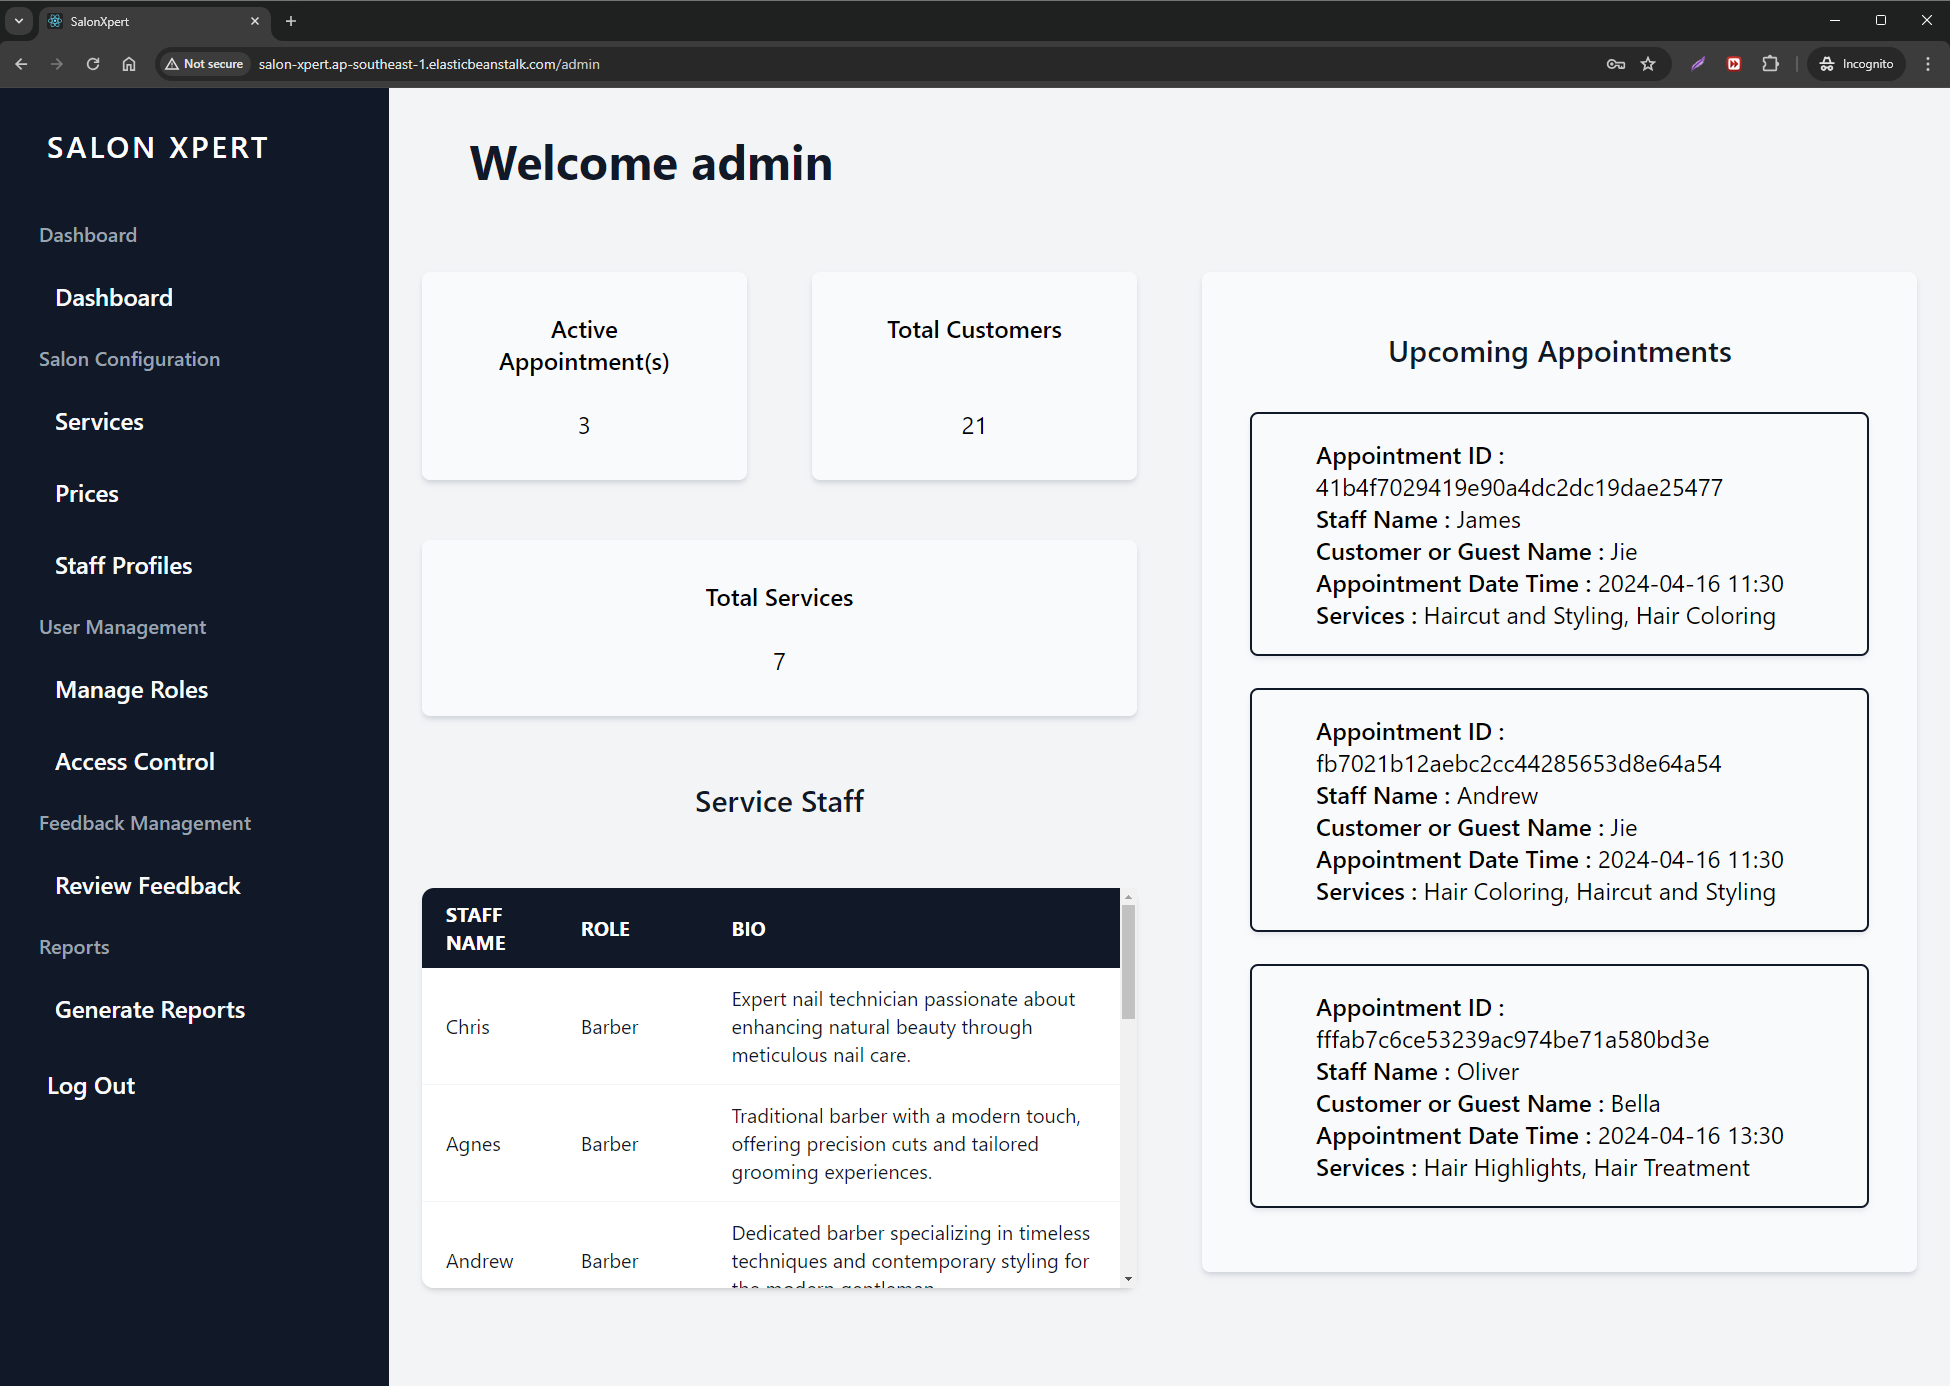 SalonXpert
Not secure
salon-xpert.ap-southeast-1.elasticbeanstalk.com/admin
Incognito
SALON XPERT
Dashboard
Dashboard
Salon Configuration
Services
Prices
Staff Profiles
User Management
Manage Roles
Access Control
Feedback Management
Review Feedback
Reports
Generate Reports
Log Out
Welcome admin
Active
Appointment(s)
3
Total Customers
21
Total Services
7
Service Staff
STAFF
NAME
ROLE
BIO
Chris
Barber
Expert nail technician passionate about
enhancing natural beauty through
meticulous nail care.
Agnes
Barber
Traditional barber with a modern touch,
offering precision cuts and tailored
grooming experiences.
Andrew
Barber
Dedicated barber specializing in timeless
techniques and contemporary styling for
the modern gentleman.
Upcoming Appointments
Appointment ID :
41b4f7029419e90a4dc2dc19dae25477
Staff Name : James
Customer or Guest Name : Jie
Appointment Date Time : 2024-04-16 11:30
Services : Haircut and Styling, Hair Coloring
Appointment ID :
fb7021b12aebc2cc44285653d8e64a54
Staff Name : Andrew
Customer or Guest Name : Jie
Appointment Date Time : 2024-04-16 11:30
Services : Hair Coloring, Haircut and Styling
Appointment ID :
fffab7c6ce53239ac974be71a580bd3e
Staff Name : Oliver
Customer or Guest Name : Bella
Appointment Date Time : 2024-04-16 13:30
Services : Hair Highlights, Hair Treatment